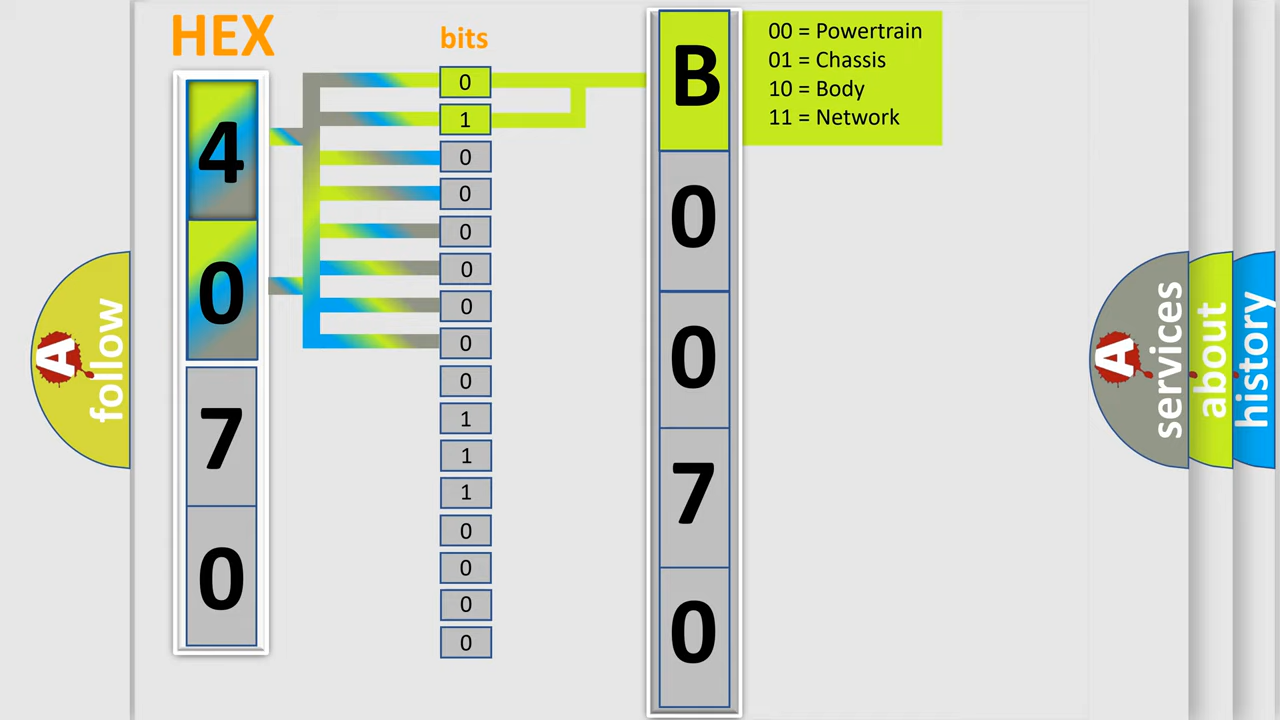 HEX
4
0
7
0
bits
0
1
0
0
0
0
0
0
0
1
1
1
0
0
0
0
B
0
0
7
0
00 = Powertrain
01 = Chassis
10 = Body
11 = Network
A
follow
A
services
about
history